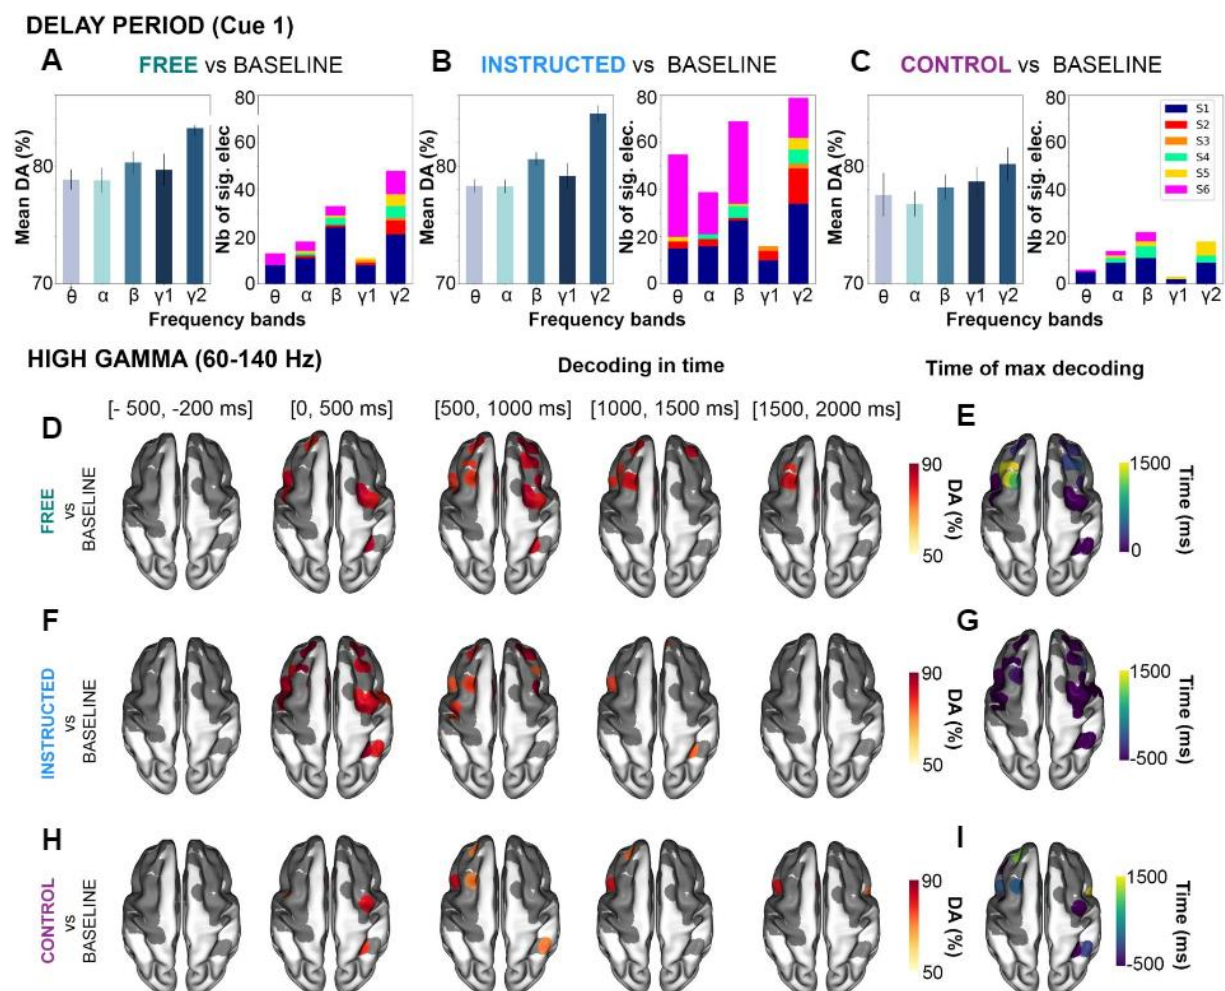 DELAY PERIOD (Cue 1)
A FREE vs BASELINE
Mean DA (%)
80
70
θ α β γ1 γ2
Nb of sig. elec.
80
60
40
20
0
θ α β γ1 γ2
Frequency bands
B INSTRUCTED vs BASELINE
Mean DA (%)
80
70
θ α β γ1 γ2
Nb of sig. elec.
80
60
40
20
0
θ α β γ1 γ2
Frequency bands
C CONTROL vs BASELINE
Mean DA (%)
80
70
θ α β γ1 γ2
Nb of sig. elec.
80
60
40
20
0
θ α β γ1 γ2
Frequency bands
S1
S2
S3
S4
S5
S6
HIGH GAMMA (60-140 Hz)
Decoding in time
Time of max decoding
[- 500, -200 ms] [0, 500 ms] [500, 1000 ms] [1000, 1500 ms] [1500, 2000 ms]
D
FREE
vs
BASELINE
90
DA (%)
50
E
1500
Time (ms)
0
F
INSTRUCTED
vs
BASELINE
90
DA (%)
50
G
1500
Time (ms)
-500
H
CONTROL
vs
BASELINE
90
DA (%)
50
I
1500
Time (ms)
-500